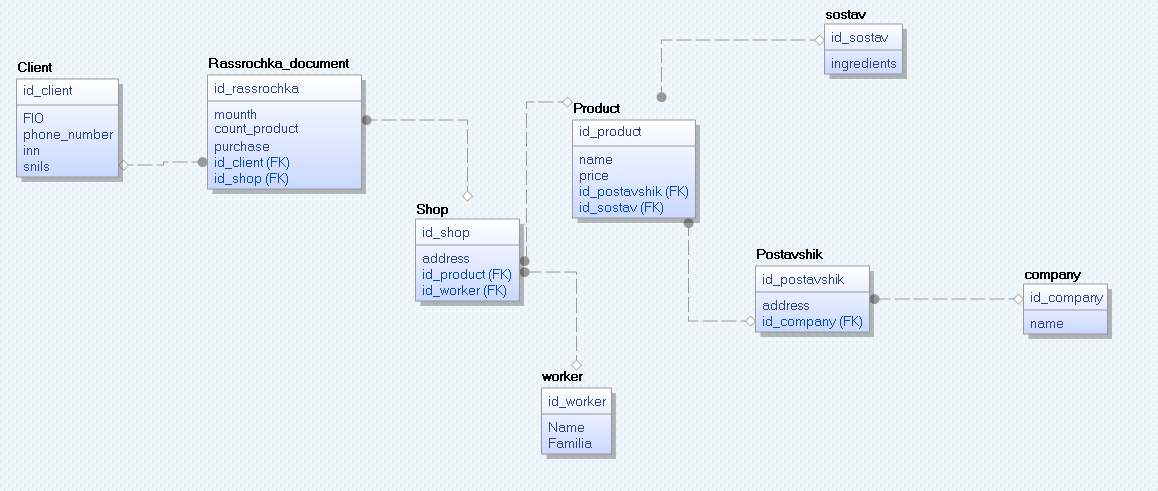 Client
id_client
FIO
phone_number
inn
snils
Rassrochka_document
id_rassrochka
mounth
count_product
purchase
id_client (FK)
id_shop (FK)
Shop
id_shop
address
id_product (FK)
id_worker (FK)
Product
id_product
name
price
id_postavshik (FK)
id_sostav (FK)
sostav
id_sostav
ingredients
Postavshik
id_postavshik
address
id_company (FK)
company
id_company
name
worker
id_worker
Name
Familia